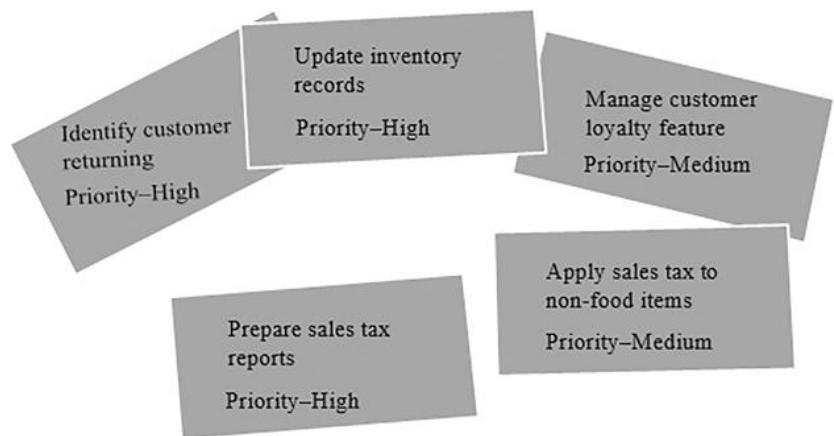 Identify customer
returning
Priority–High
Update inventory
records
Priority–High
Manage customer
loyalty feature
Priority–Medium
Prepare sales tax
reports
Priority–High
Apply sales tax to
non-food items
Priority–Medium